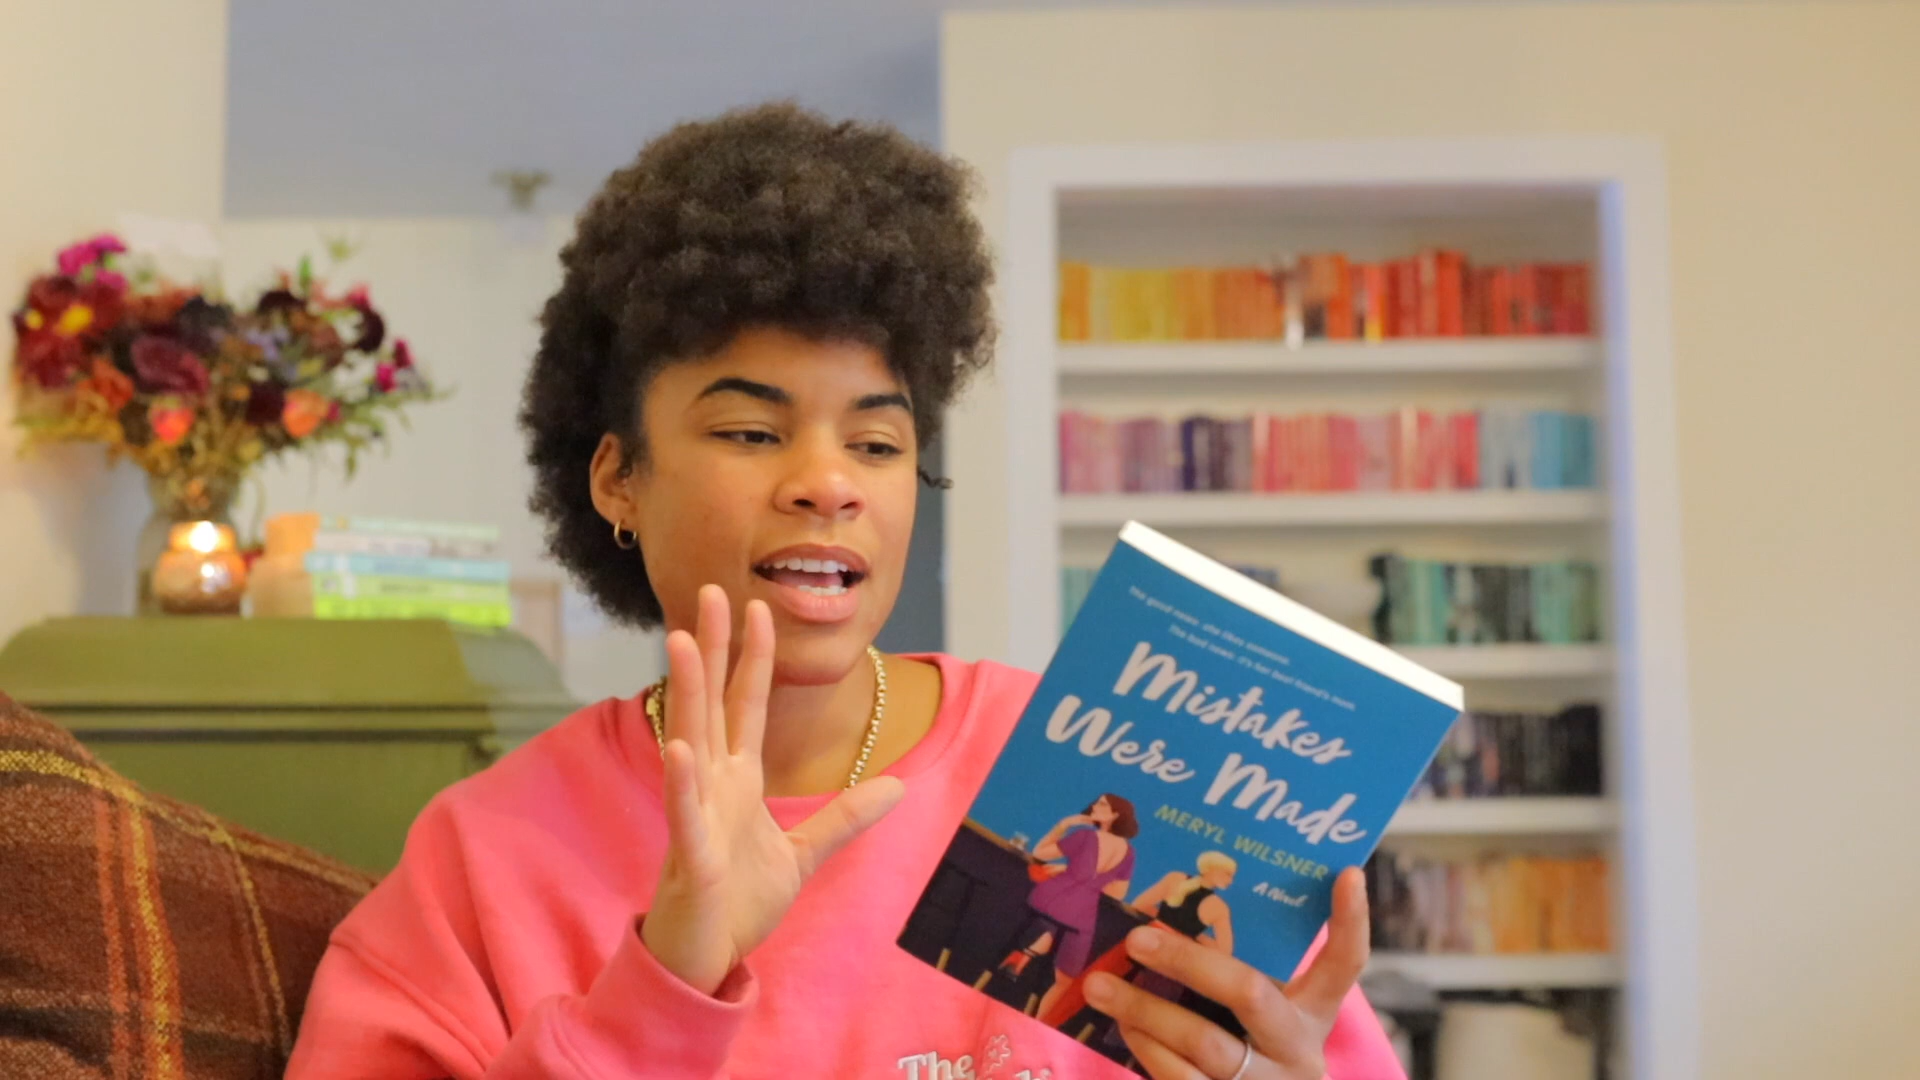 The good news: she likes someone.
The bad news: it's her best friend's mom.
Mistakes
Were Made
MERYL WILSNER
A Novel
The